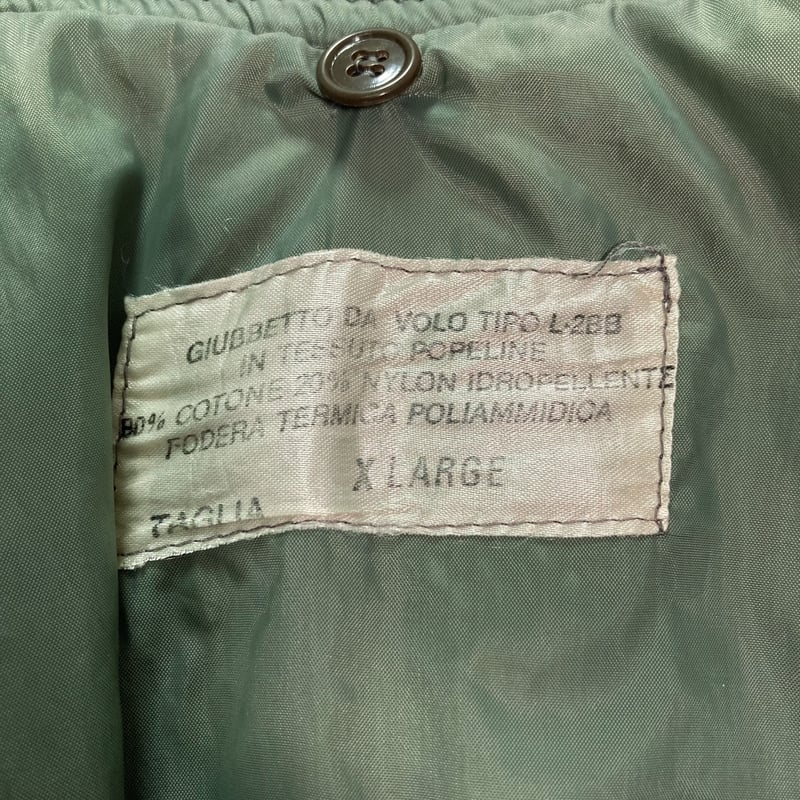 GIUBBETTO DA VOLO TIPO L-2BB
IN TESSUTO POPELINE
80% COTONE 20% NYLON IDROPELLENTE
FODERA TERMICA POLIAMMIDICA
X LARGE
TAGLIA